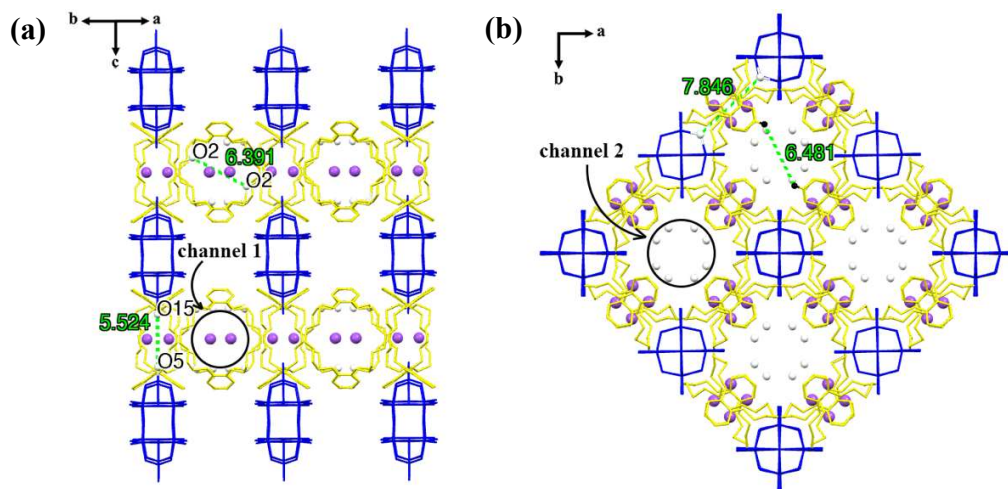 (a)
b
a
c
O2
6.391
O2
channel 1
O15
5.524
O5
(b)
a
b
7.846
6.481
channel 2